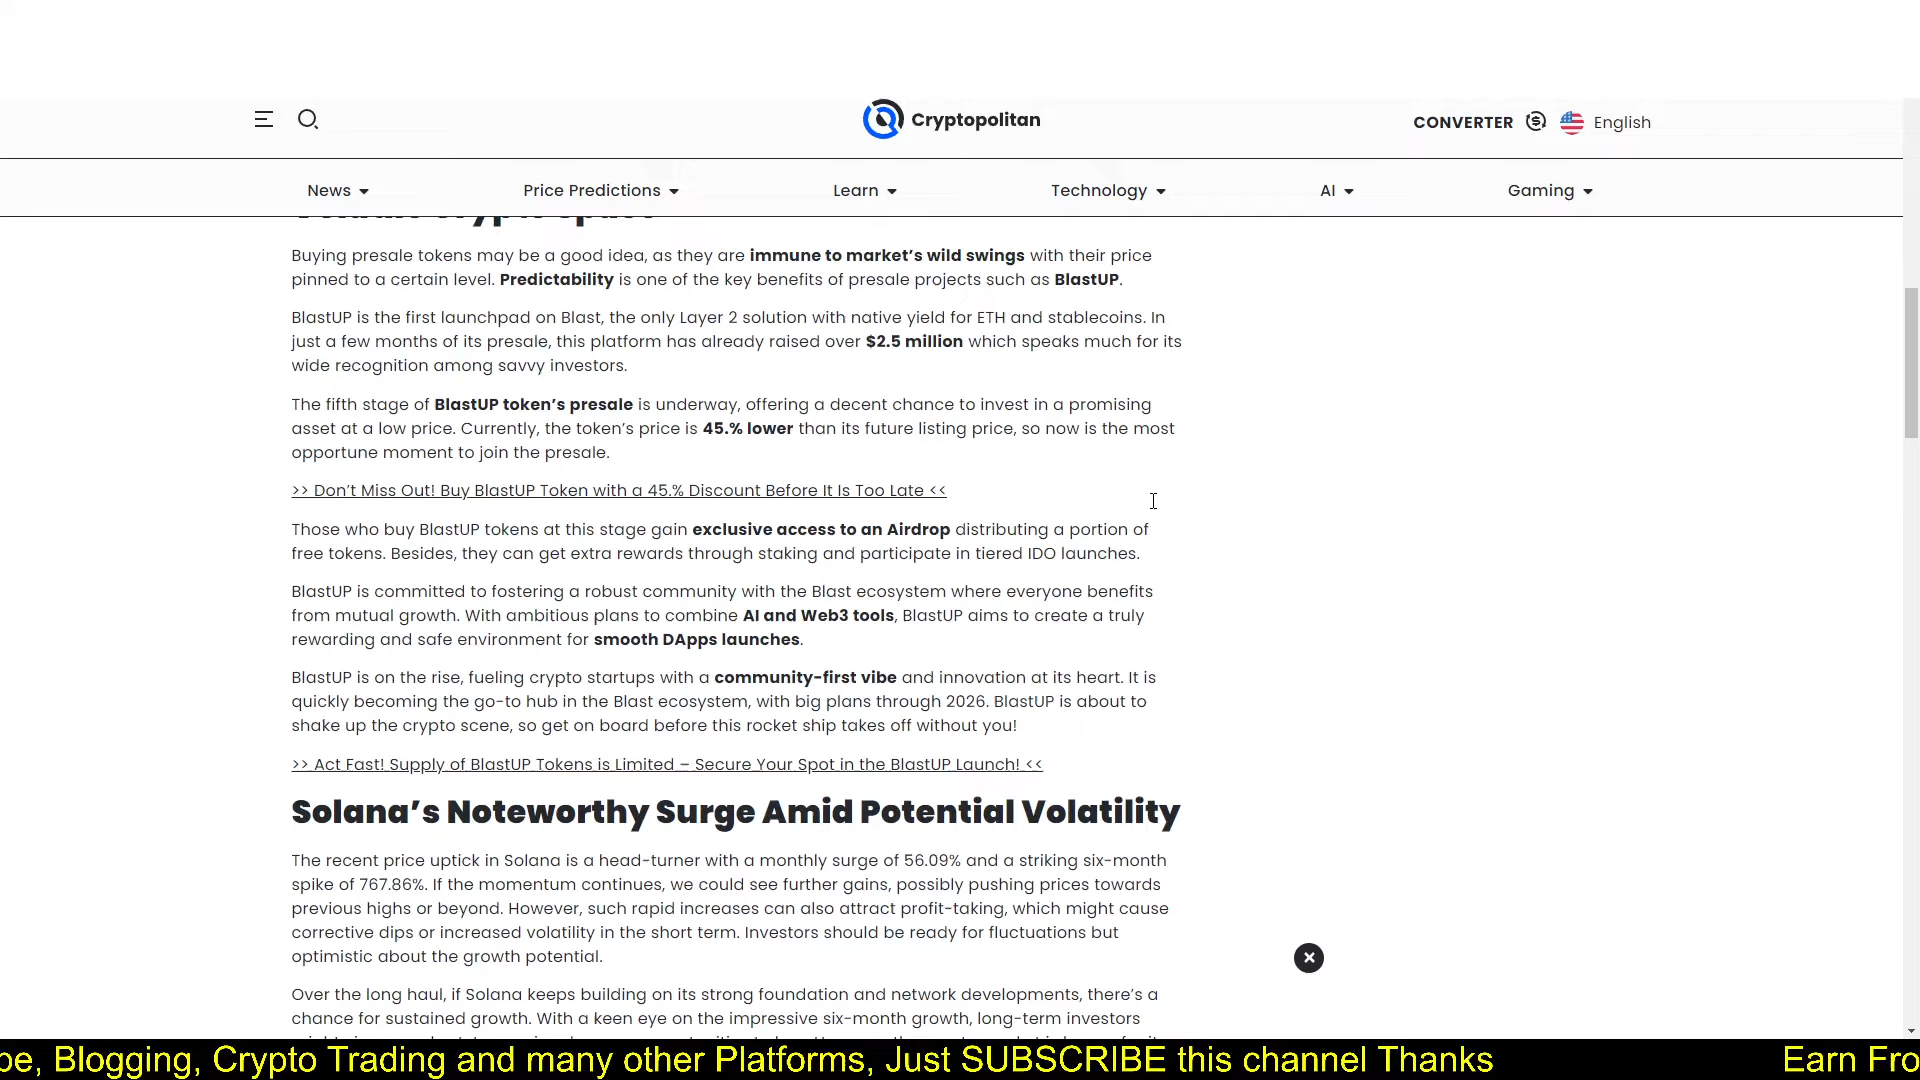 Cryptopolitan
CONVERTER
English
News
Price Predictions
Learn
Technology
AI
Gaming
Volatile Crypto Space
Buying presale tokens may be a good idea, as they are immune to market’s wild swings with their price
pinned to a certain level. Predictability is one of the key benefits of presale projects such as BlastUP.
BlastUP is the first launchpad on Blast, the only Layer 2 solution with native yield for ETH and stablecoins. In
just a few months of its presale, this platform has already raised over $2.5 million which speaks much for its
wide recognition among savvy investors.
The fifth stage of BlastUP token’s presale is underway, offering a decent chance to invest in a promising
asset at a low price. Currently, the token’s price is 45.% lower than its future listing price, so now is the most
opportune moment to join the presale.
>> Don’t Miss Out! Buy BlastUP Token with a 45.% Discount Before It Is Too Late <<
Those who buy BlastUP tokens at this stage gain exclusive access to an Airdrop distributing a portion of
free tokens. Besides, they can get extra rewards through staking and participate in tiered IDO launches.
BlastUP is committed to fostering a robust community with the Blast ecosystem where everyone benefits
from mutual growth. With ambitious plans to combine AI and Web3 tools, BlastUP aims to create a truly
rewarding and safe environment for smooth DApps launches.
BlastUP is on the rise, fueling crypto startups with a community-first vibe and innovation at its heart. It is
quickly becoming the go-to hub in the Blast ecosystem, with big plans through 2026. BlastUP is about to
shake up the crypto scene, so get on board before this rocket ship takes off without you!
>> Act Fast! Supply of BlastUP Tokens is Limited – Secure Your Spot in the BlastUP Launch! <<
Solana’s Noteworthy Surge Amid Potential Volatility
The recent price uptick in Solana is a head-turner with a monthly surge of 56.09% and a striking six-month
spike of 767.86%. If the momentum continues, we could see further gains, possibly pushing prices towards
previous highs or beyond. However, such rapid increases can also attract profit-taking, which might cause
corrective dips or increased volatility in the short term. Investors should be ready for fluctuations but
optimistic about the growth potential.
Over the long haul, if Solana keeps building on its strong foundation and network developments, there’s a
chance for sustained growth. With a keen eye on the impressive six-month growth, long-term investors
be, Blogging, Crypto Trading and many other Platforms, Just SUBSCRIBE this channel Thanks
Earn Fro